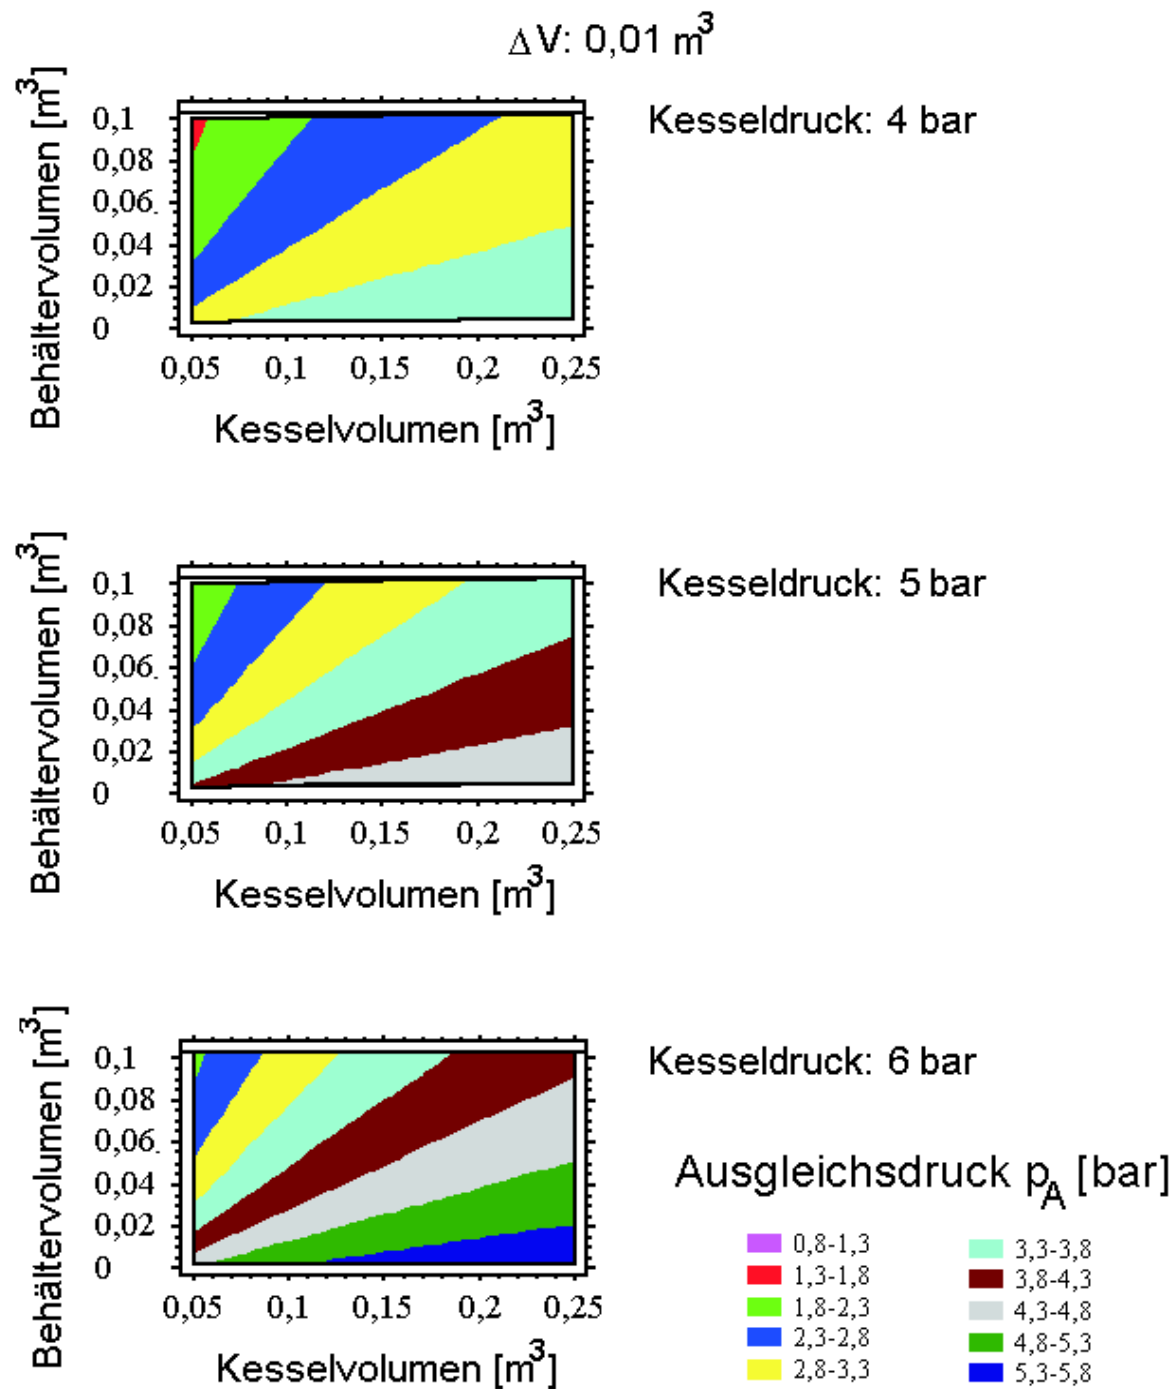 ΔV: 0,01 m³
Kesseldruck: 4 bar
Behältervolumen [m³]
0,1
0,08
0,06
0,04
0,02
0
0,05 0,1 0,15 0,2 0,25
Kesselvolumen [m³]
Kesseldruck: 5 bar
Behältervolumen [m³]
0,1
0,08
0,06
0,04
0,02
0
0,05 0,1 0,15 0,2 0,25
Kesselvolumen [m³]
Kesseldruck: 6 bar
Behältervolumen [m³]
0,1
0,08
0,06
0,04
0,02
0
0,05 0,1 0,15 0,2 0,25
Kesselvolumen [m³]
Ausgleichsdruck pA [bar]
0,8-1,3
1,3-1,8
1,8-2,3
2,3-2,8
2,8-3,3
3,3-3,8
3,8-4,3
4,3-4,8
4,8-5,3
5,3-5,8